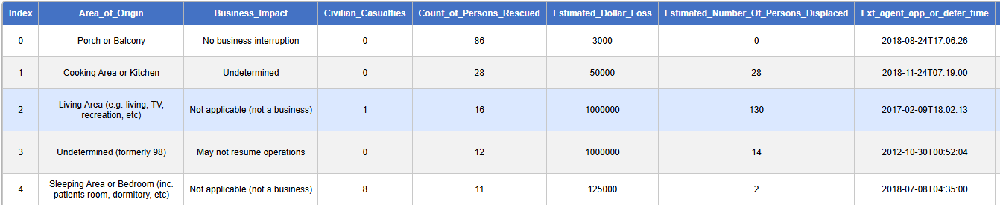 Index Area_of_Origin Business_Impact Civilian_Casualties Count_of_Persons_Rescued Estimated_Dollar_Loss Estimated_Number_Of_Persons_Displaced Ext_agent_app_or_defer_time
0 Porch or Balcony No business interruption 0 86 3000 0 2018-08-24T17:06:26
1 Cooking Area or Kitchen Undetermined 0 28 50000 28 2018-11-24T07:19:00
2 Living Area (e.g. living, TV,
recreation, etc) Not applicable (not a business) 1 16 1000000 130 2017-02-09T18:02:13
3 Undetermined (formerly 98) May not resume operations 0 12 1000000 14 2012-10-30T00:52:04
4 Sleeping Area or Bedroom (inc.
patients room, dormitory, etc) Not applicable (not a business) 8 11 125000 2 2018-07-08T04:35:00